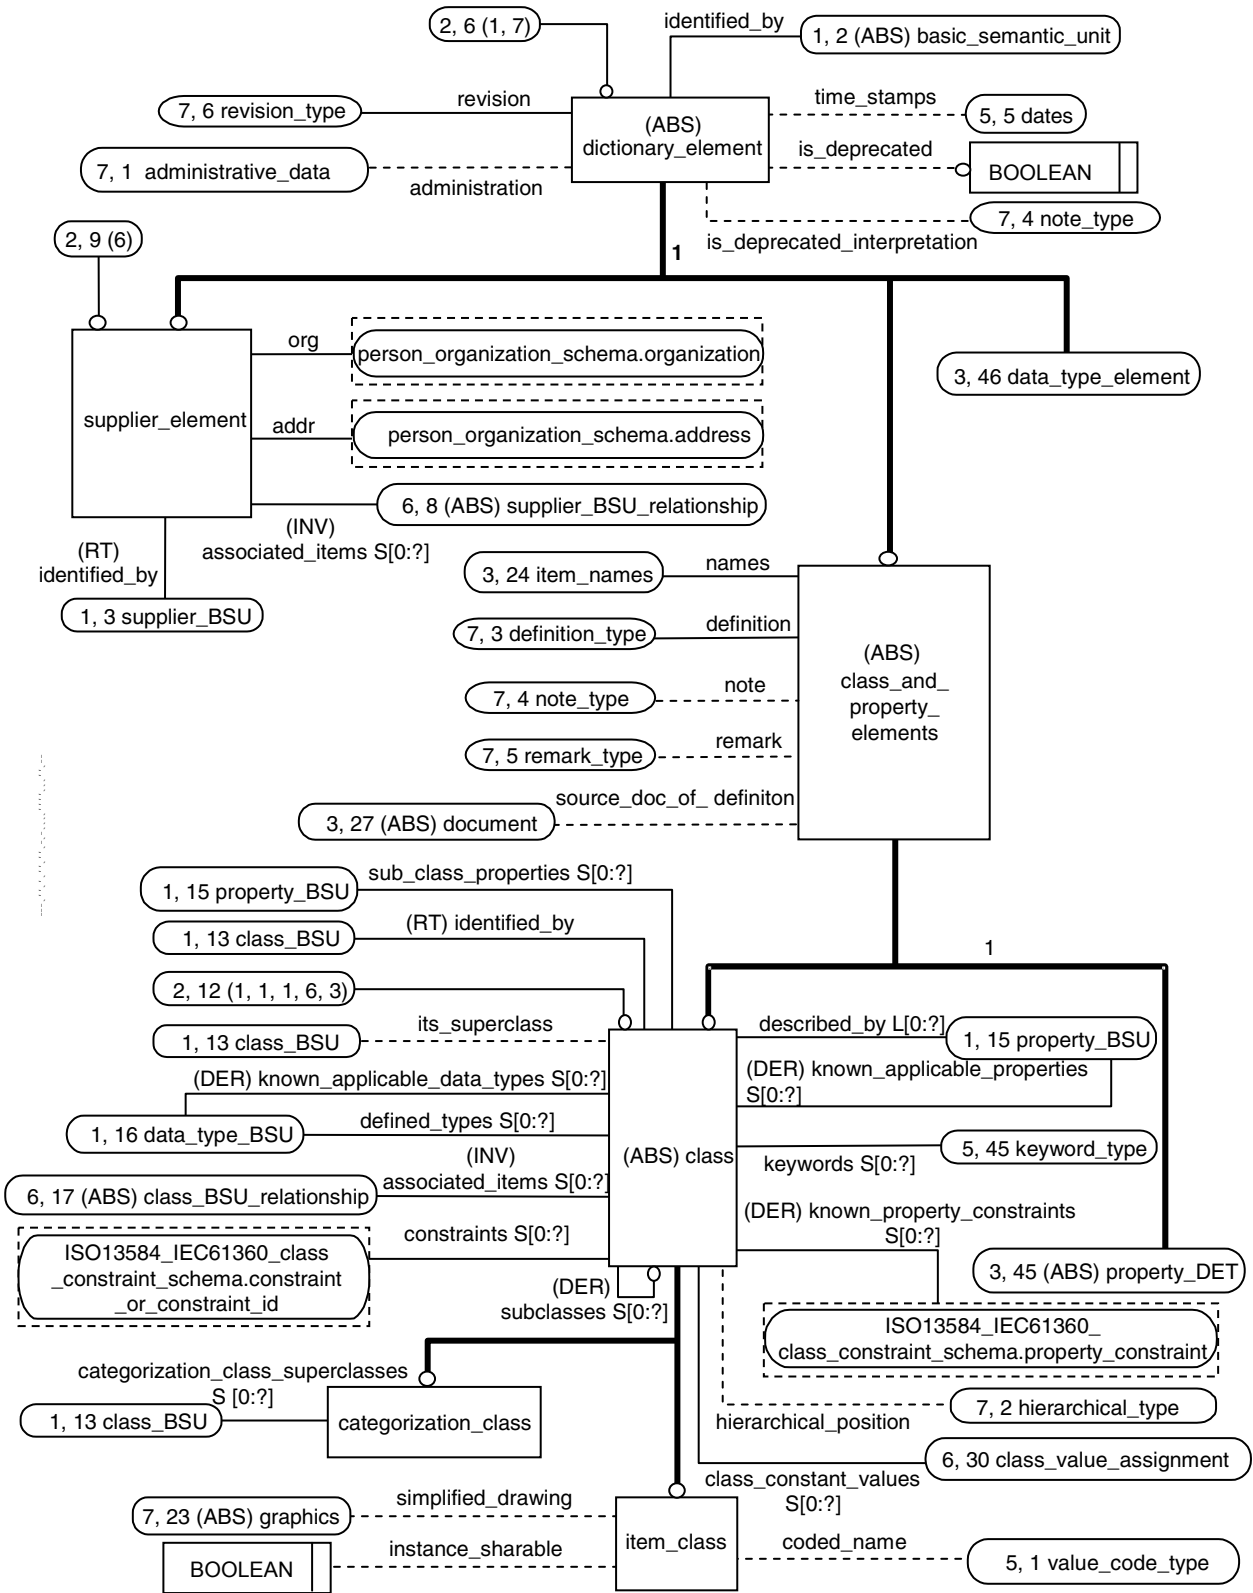 2, 6 (1, 7)
identified_by
1, 2 (ABS) basic_semantic_unit
7, 6 revision_type
revision
(ABS)
dictionary_element
time_stamps
5, 5 dates
7, 1 administrative_data
administration
is_deprecated
BOOLEAN
7, 4 note_type
is_deprecated_interpretation
1
2, 9 (6)
supplier_element
org
person_organization_schema.organization
addr
person_organization_schema.address
3, 46 data_type_element
6, 8 (ABS) supplier_BSU_relationship
(INV)
associated_items S[0:?]
(RT)
identified_by
1, 3 supplier_BSU
3, 24 item_names
names
7, 3 definition_type
definition
7, 4 note_type
note
7, 5 remark_type
remark
3, 27 (ABS) document
source_doc_of_ definiton
(ABS)
class_and_
property_
elements
1, 15 property_BSU
sub_class_properties S[0:?]
1, 13 class_BSU
(RT) identified_by
1
2, 12 (1, 1, 1, 6, 3)
1, 13 class_BSU
its_superclass
(DER) known_applicable_data_types S[0:?]
1, 16 data_type_BSU
defined_types S[0:?]
(INV)
associated_items S[0:?]
6, 17 (ABS) class_BSU_relationship
constraints S[0:?]
ISO13584_IEC61360_class
_constraint_schema.constraint
_or_constraint_id
(ABS) class
described_by L[0:?]
1, 15 property_BSU
(DER) known_applicable_properties
S[0:?]
5, 45 keyword_type
keywords S[0:?]
(DER) known_property_constraints
S[0:?]
3, 45 (ABS) property_DET
ISO13584_IEC61360_
class_constraint_schema.property_constraint
(DER)
subclasses S[0:?]
categorization_class_superclasses
S [0:?]
1, 13 class_BSU
categorization_class
7, 2 hierarchical_type
hierarchical_position
6, 30 class_value_assignment
class_constant_values
S[0:?]
7, 23 (ABS) graphics
simplified_drawing
BOOLEAN
instance_sharable
item_class
coded_name
5, 1 value_code_type